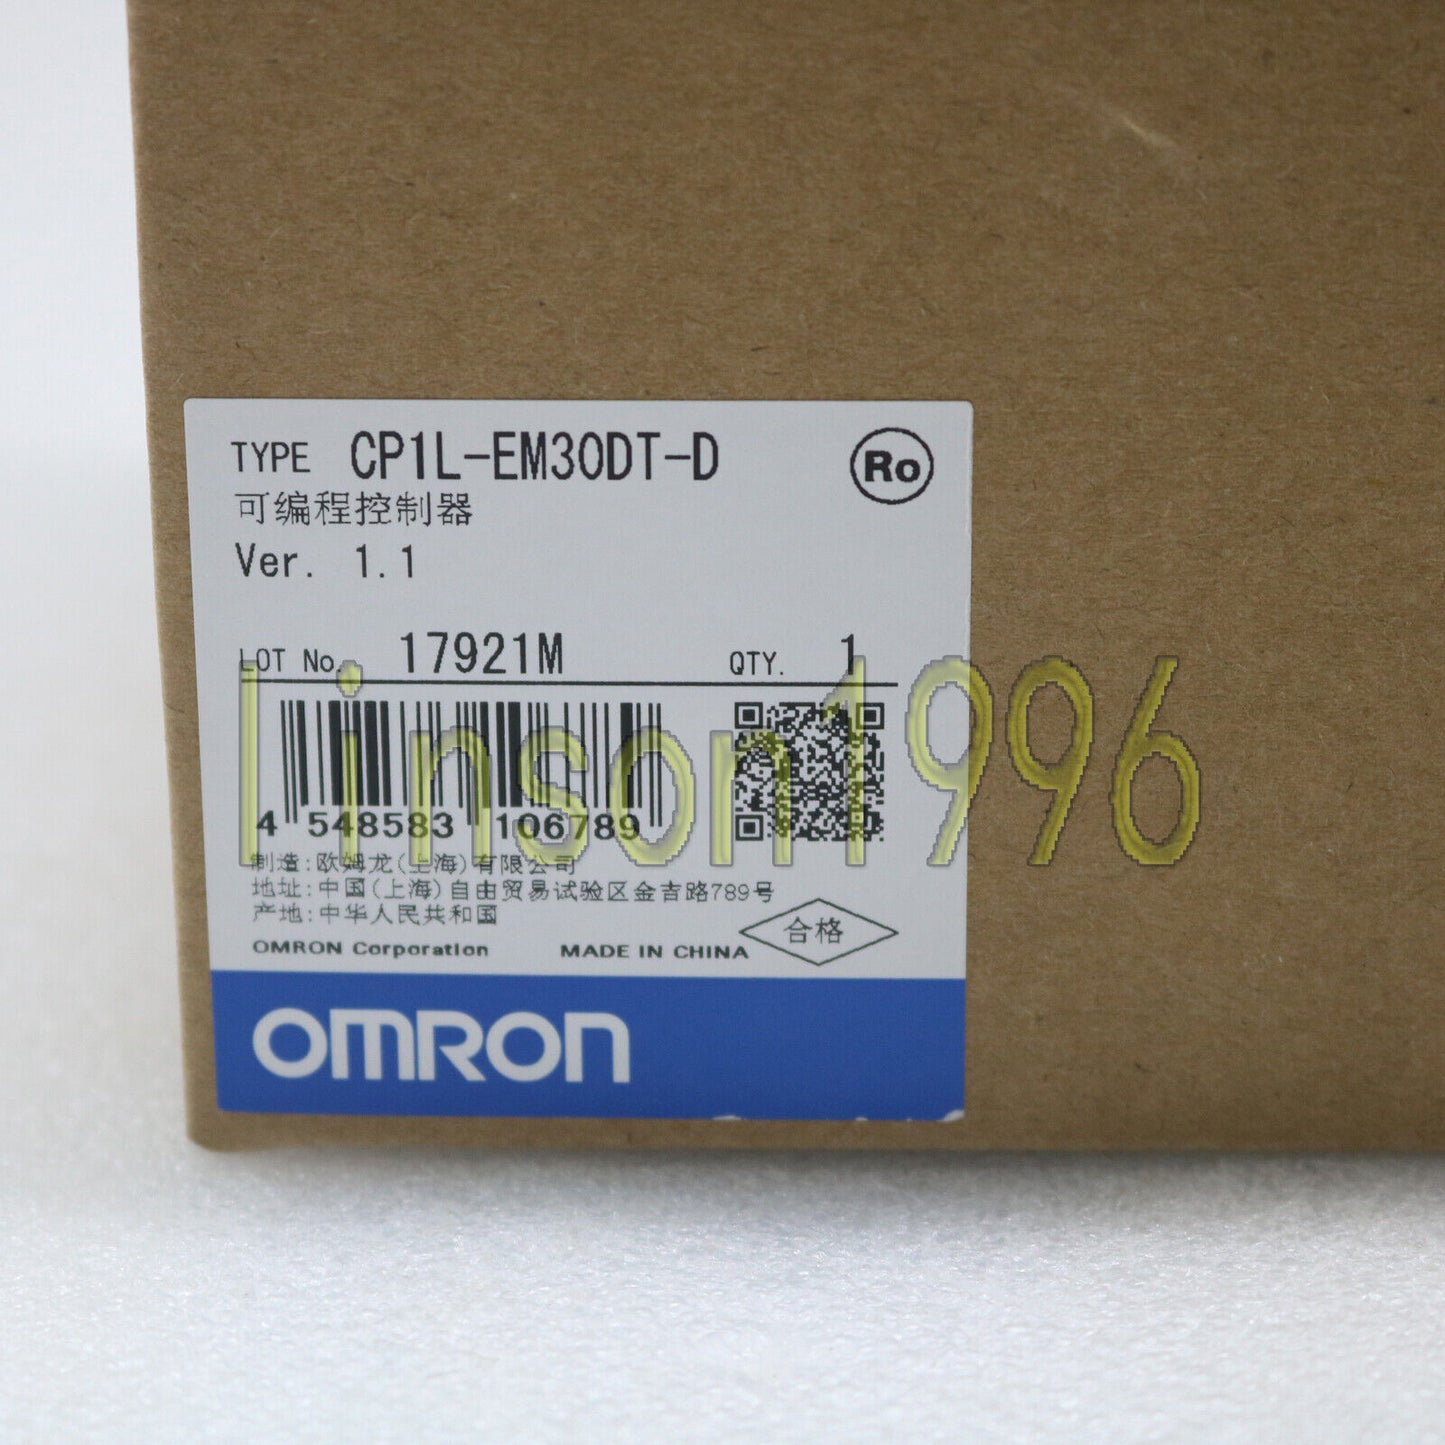 TYPE CP1L-EM30DT-D
Ro
可编程控制器
Ver. 1.1
LOT No. 17921M QTY. 1
linson1996
4 548583 106789
制造:欧姆龙(上海)有限公司
地址:中国(上海)自由贸易试验区金吉路789号
产地:中华人民共和国
合格
OMRON Corporation MADE IN CHINA
OMRON